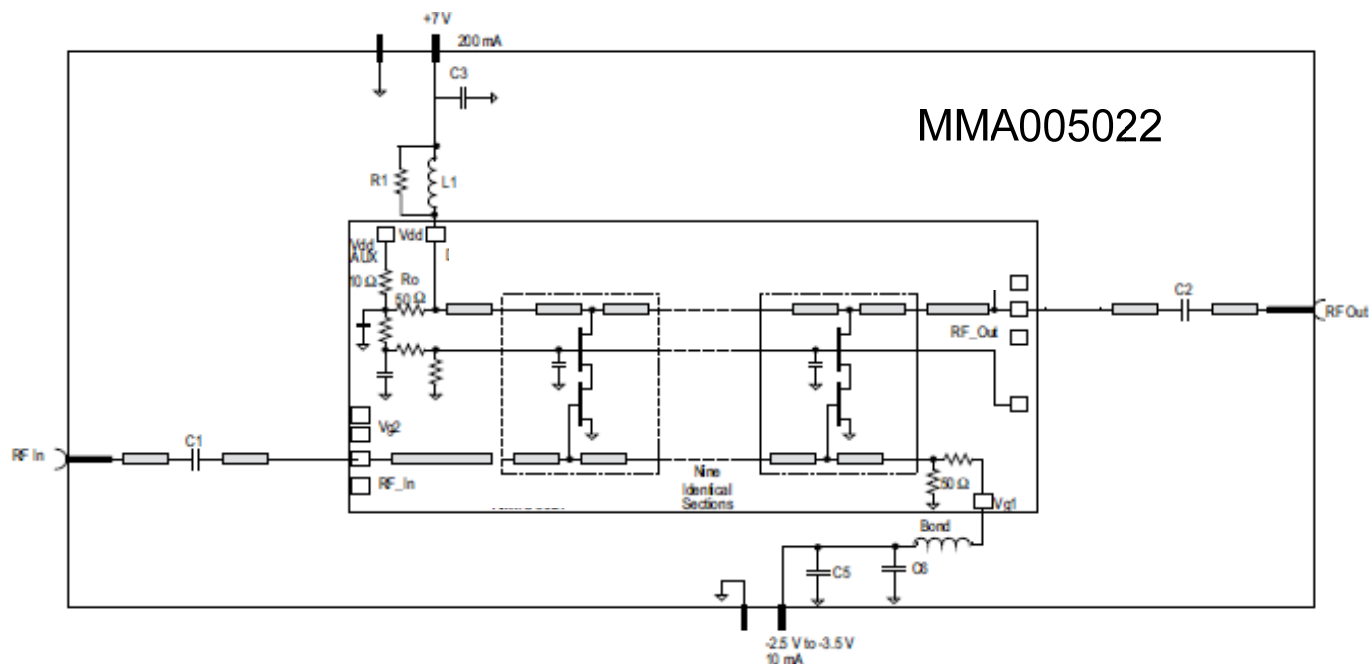 +7 V
200 mA
C3
MMA005022
R1
L1
Vdd
AUX
Vdd
10 Ω
Ro
50 Ω
C2
RF Out
RF_Out
Vg2
C1
RF In
RF_In
Nine
Identical
Sections
50 Ω
Vg1
Bond
C5
C6
-2.5 V to -3.5 V
10 mA